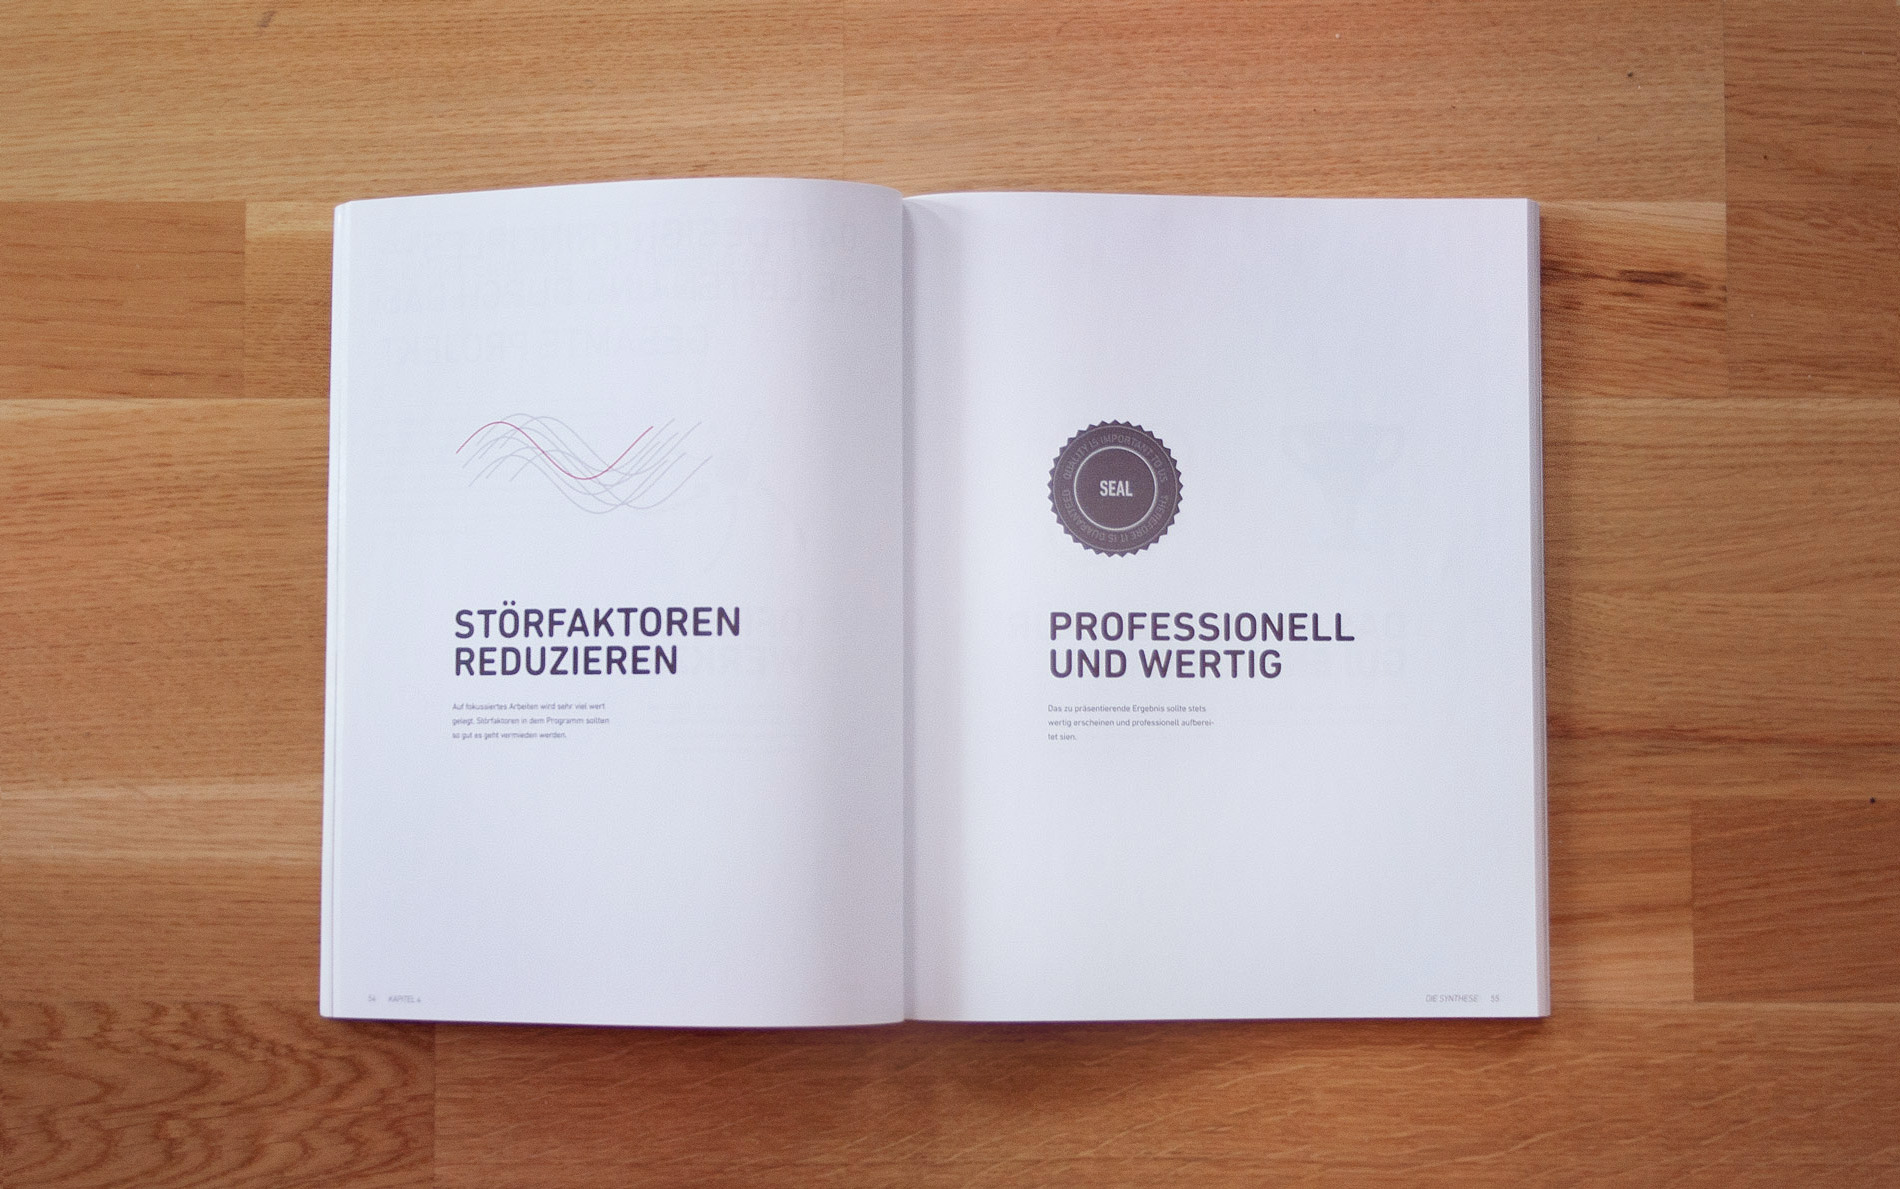 STÖRFAKTOREN
REDUZIEREN
Auf fokussiertes Arbeiten wird sehr viel wert
gelegt. Störfaktoren in dem Programm sollten
so gut es geht vermieden werden.
54 KAPITEL 4
QUALITY IS IMPORTANT TO US
THEREFORE IT IS GUARANTEED
SEAL
PROFESSIONELL
UND WERTIG
Das zu präsentierende Ergebnis sollte stets
wertig erscheinen und professionell aufberei-
tet sien.
DIE SYNTHESE 55